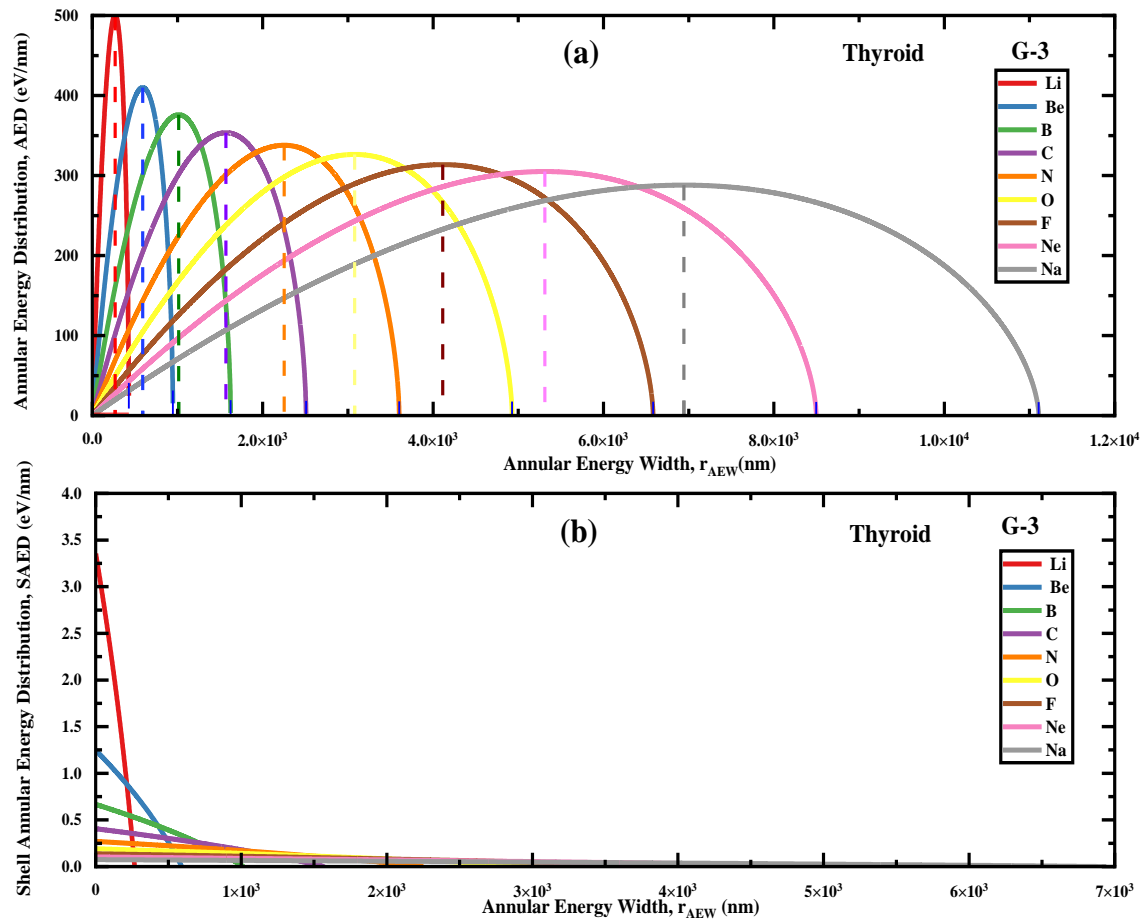 (a)
Thyroid
G-3
Li
Be
B
C
N
O
F
Ne
Na
Annular Energy Distribution, AED (eV/nm)
500
400
300
200
100
0
0.0
2.0×10³
4.0×10³
6.0×10³
8.0×10³
1.0×10⁴
1.2×10⁴
Annular Energy Width, r_AEW(nm)
(b)
Thyroid
G-3
Li
Be
B
C
N
O
F
Ne
Na
Shell Annular Energy Distribution, SAED (eV/nm)
4.0
3.5
3.0
2.5
2.0
1.5
1.0
0.5
0.0
0
1×10³
2×10³
3×10³
4×10³
5×10³
6×10³
7×10³
Annular Energy Width, r_AEW (nm)